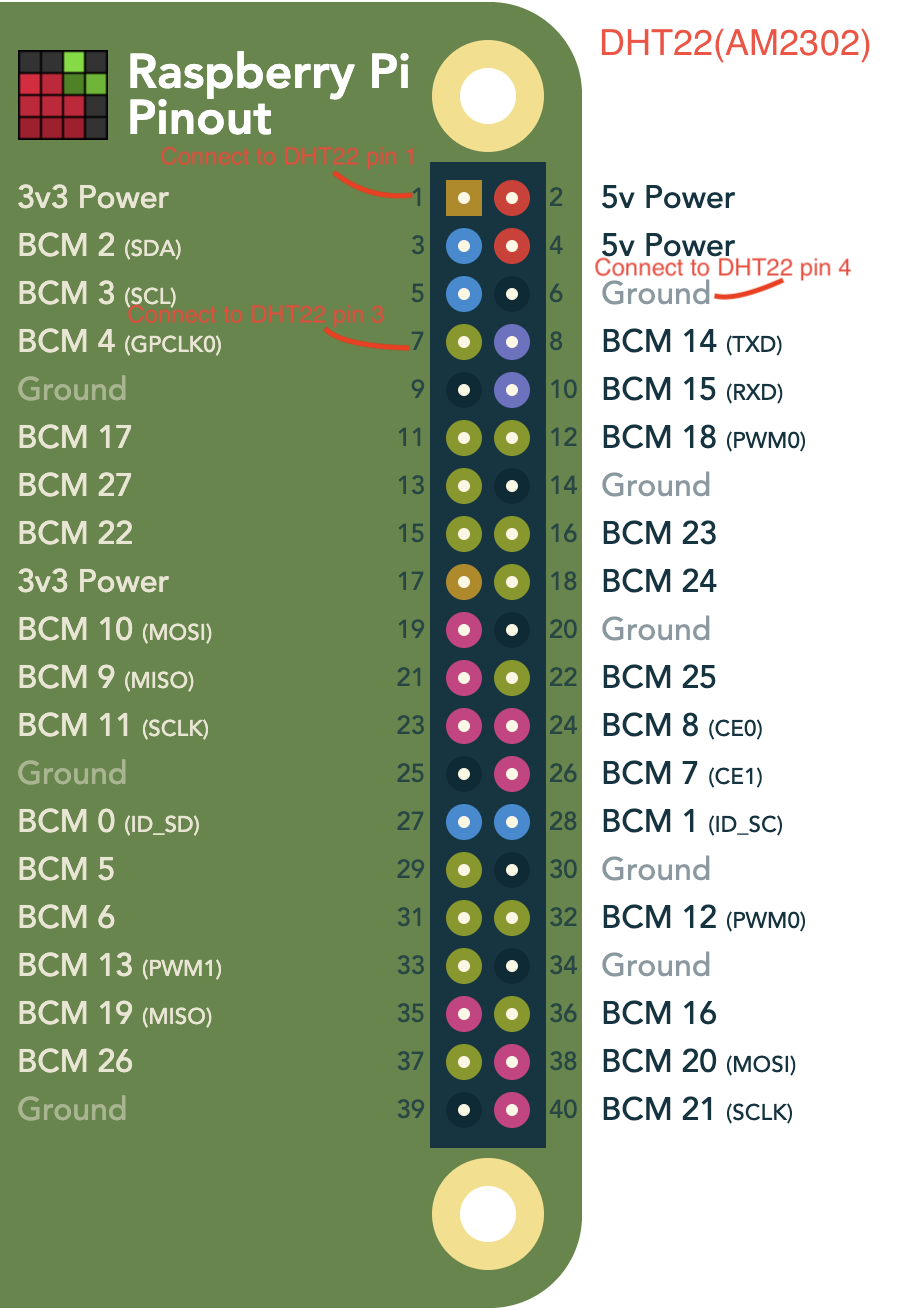 DHT22(AM2302)
Raspberry Pi
Pinout
Connect to DHT22 pin 1
3v3 Power 1 2 5v Power
BCM 2 (SDA) 3 4 5v Power
Connect to DHT22 pin 4
BCM 3 (SCL) 5 6 Ground
Connect to DHT22 pin 3
BCM 4 (GPCLK0) 7 8 BCM 14 (TXD)
Ground 9 10 BCM 15 (RXD)
BCM 17 11 12 BCM 18 (PWM0)
BCM 27 13 14 Ground
BCM 22 15 16 BCM 23
3v3 Power 17 18 BCM 24
BCM 10 (MOSI) 19 20 Ground
BCM 9 (MISO) 21 22 BCM 25
BCM 11 (SCLK) 23 24 BCM 8 (CE0)
Ground 25 26 BCM 7 (CE1)
BCM 0 (ID_SD) 27 28 BCM 1 (ID_SC)
BCM 5 29 30 Ground
BCM 6 31 32 BCM 12 (PWM0)
BCM 13 (PWM1) 33 34 Ground
BCM 19 (MISO) 35 36 BCM 16
BCM 26 37 38 BCM 20 (MOSI)
Ground 39 40 BCM 21 (SCLK)